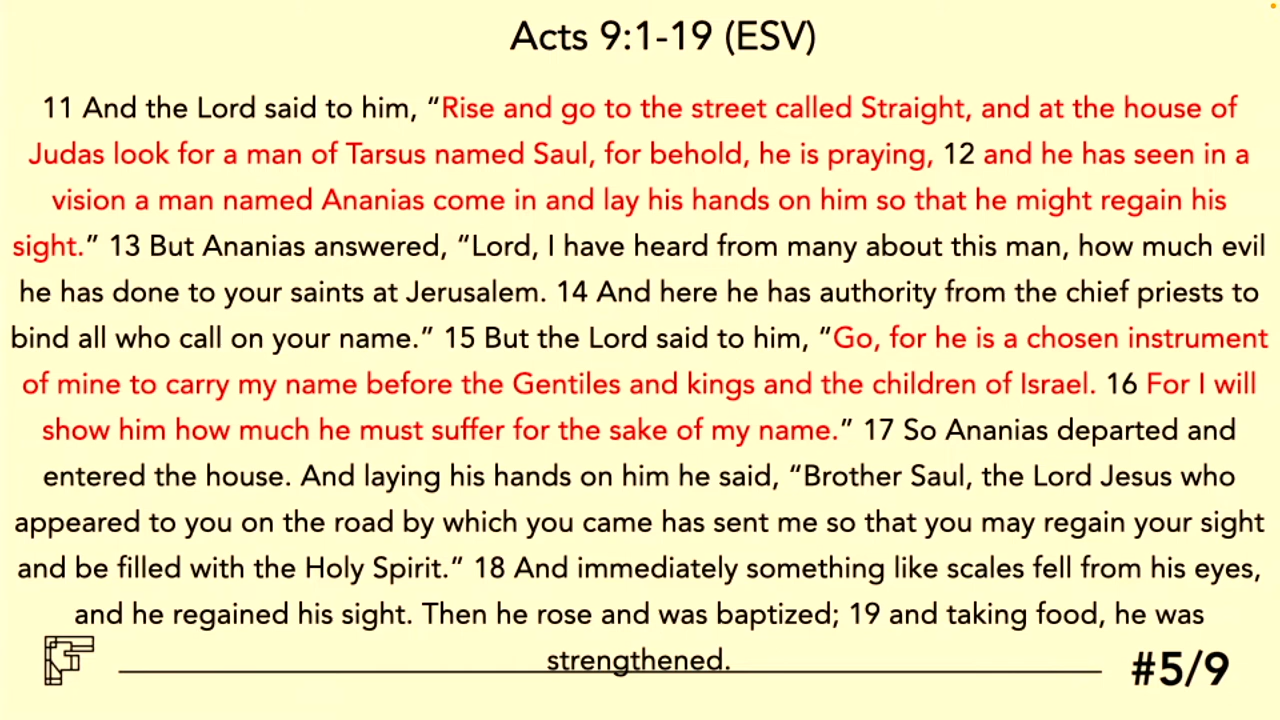 Acts 9:1-19 (ESV)
11 And the Lord said to him, “Rise and go to the street called Straight, and at the house of
Judas look for a man of Tarsus named Saul, for behold, he is praying, 12 and he has seen in a
vision a man named Ananias come in and lay his hands on him so that he might regain his
sight.” 13 But Ananias answered, “Lord, I have heard from many about this man, how much evil
he has done to your saints at Jerusalem. 14 And here he has authority from the chief priests to
bind all who call on your name.” 15 But the Lord said to him, “Go, for he is a chosen instrument
of mine to carry my name before the Gentiles and kings and the children of Israel. 16 For I will
show him how much he must suffer for the sake of my name.” 17 So Ananias departed and
entered the house. And laying his hands on him he said, “Brother Saul, the Lord Jesus who
appeared to you on the road by which you came has sent me so that you may regain your sight
and be filled with the Holy Spirit.” 18 And immediately something like scales fell from his eyes,
and he regained his sight. Then he rose and was baptized; 19 and taking food, he was
strengthened.
#5/9